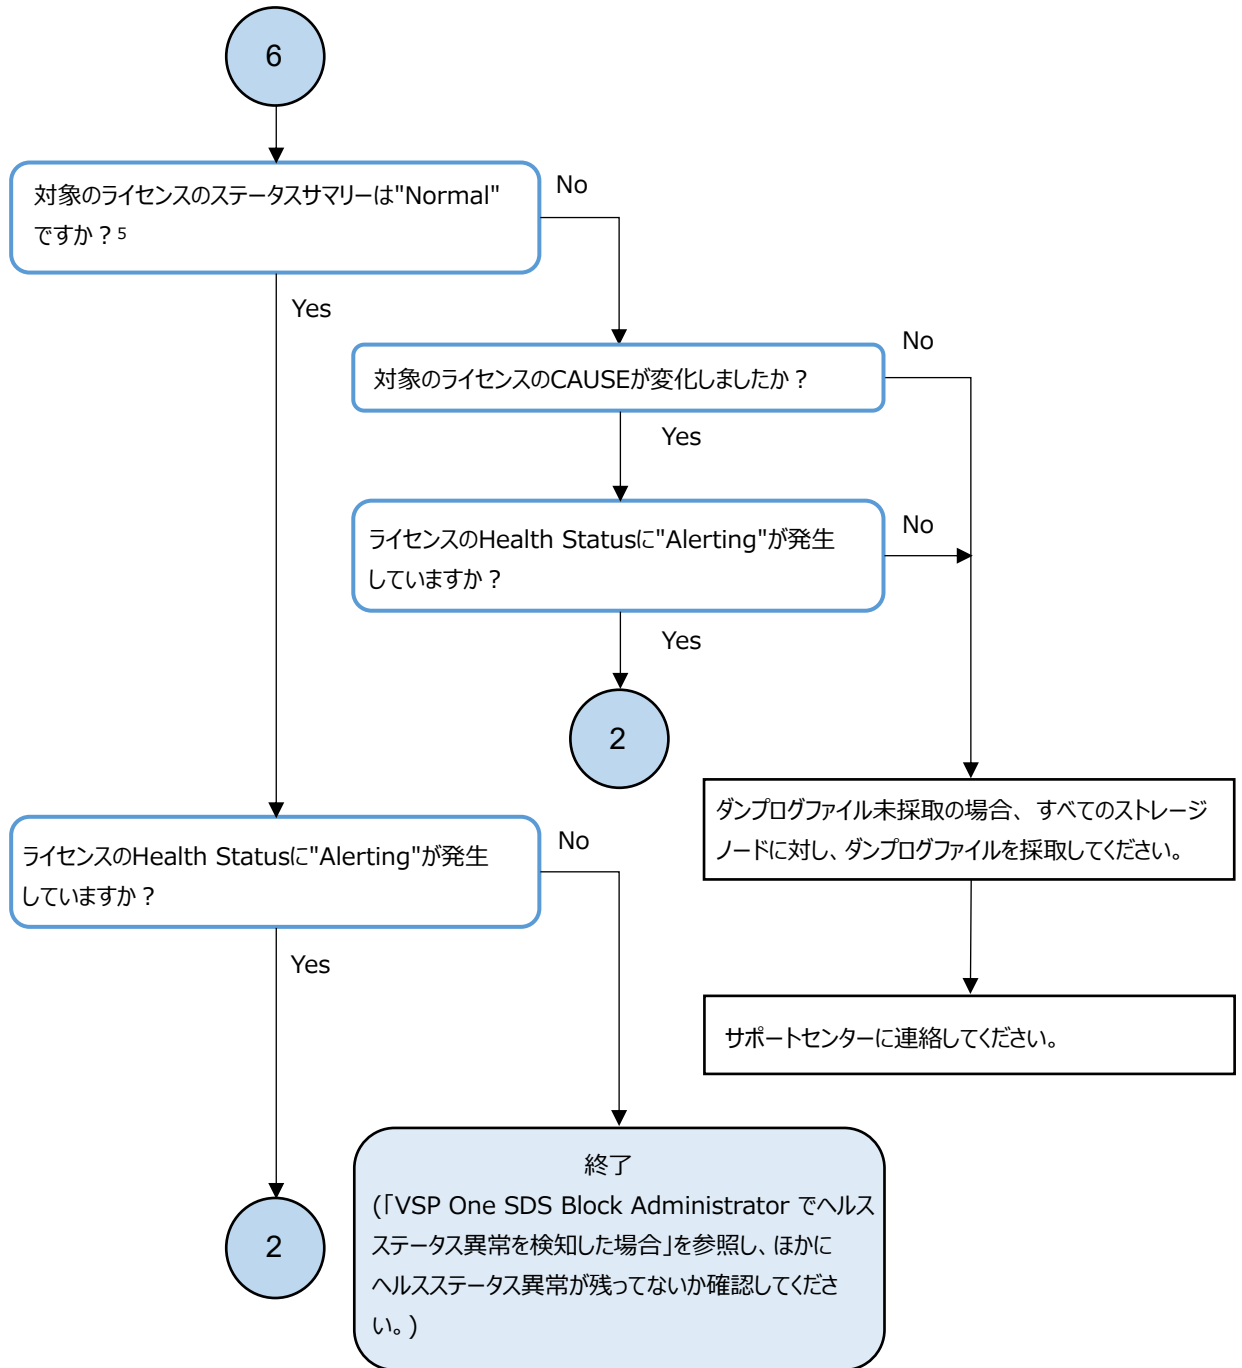 6
対象のライセンスのステータスサマリーは"Normal"
ですか？5
No
Yes
対象のライセンスのCAUSEが変化しましたか？
No
Yes
ライセンスのHealth Statusに"Alerting"が発生
していますか？
No
Yes
2
ダンプログファイル未採取の場合、すべてのストレージ
ノードに対し、ダンプログファイルを採取してください。
サポートセンターに連絡してください。
ライセンスのHealth Statusに"Alerting"が発生
していますか？
No
Yes
2
終了
(「VSP One SDS Block Administrator でヘルス
ステータス異常を検知した場合」を参照し、ほかに
ヘルスステータス異常が残ってないか確認してくださ
い。)